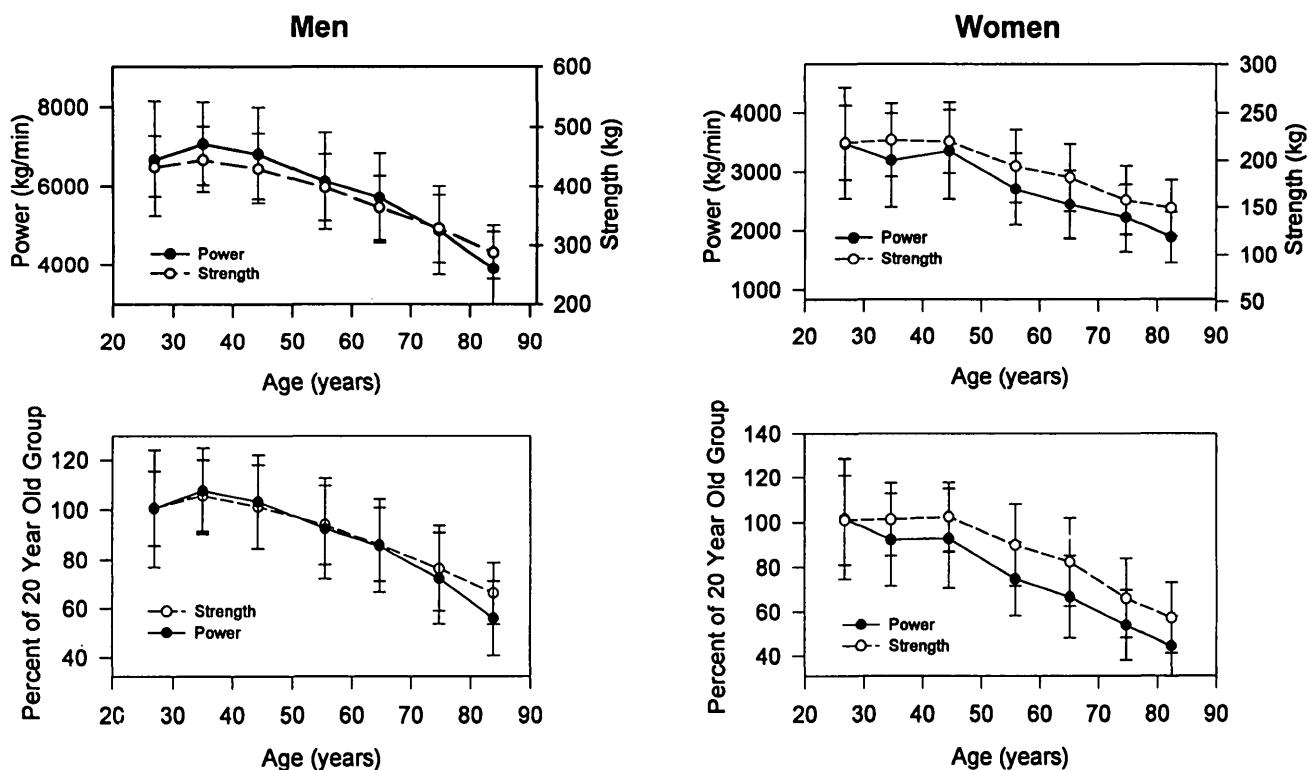 Men
Power (kg/min)
8000
6000
4000
600
500
400
300
200
Strength (kg)
Power
Strength
20 30 40 50 60 70 80 90
Age (years)
Women
Power (kg/min)
4000
3000
2000
1000
300
250
200
150
100
50
Strength (kg)
Power
Strength
20 30 40 50 60 70 80 90
Age (years)
Percent of 20 Year Old Group
120
100
80
60
40
Strength
Power
20 30 40 50 60 70 80 90
Age (years)
Percent of 20 Year Old Group
140
120
100
80
60
40
Power
Strength
20 30 40 50 60 70 80 90
Age (years)